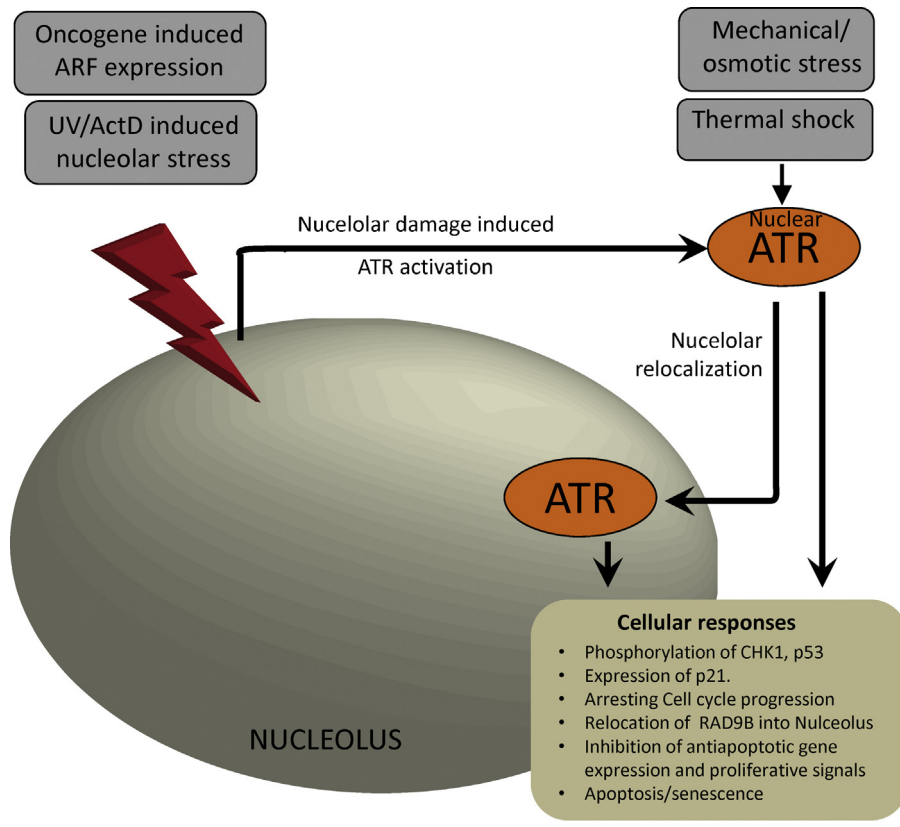 Oncogene induced
ARF expression
UV/ActD induced
nucleolar stress
Mechanical/
osmotic stress
Thermal shock
Nuclear
ATR
Nucelolar damage induced
ATR activation
Nucelolar
relocalization
ATR
NUCLEOLUS
Cellular responses
• Phosphorylation of CHK1, p53
• Expression of p21.
• Arresting Cell cycle progression
• Relocation of RAD9B into Nulceolus
• Inhibition of antiapoptotic gene
expression and proliferative signals
• Apoptosis/senescence